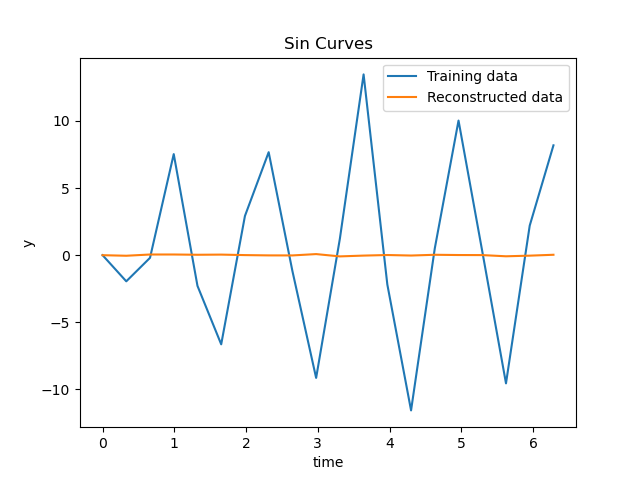 Sin Curves
Training data
Reconstructed data
10
5
0
−5
−10
y
0 1 2 3 4 5 6
time